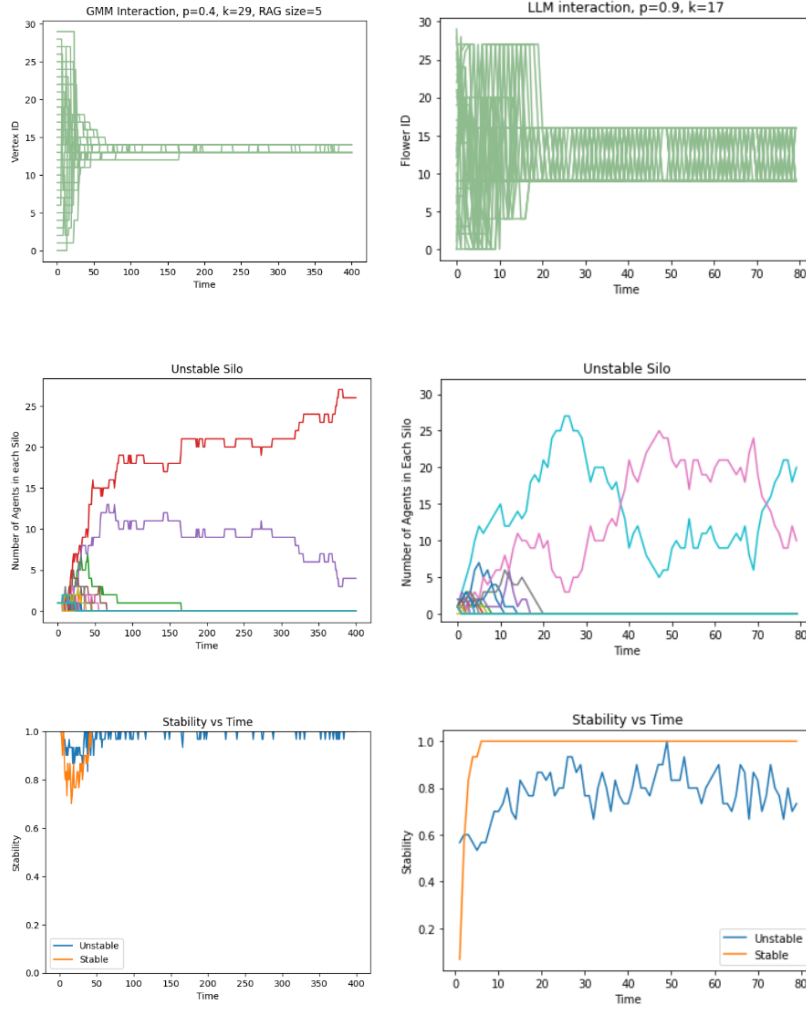 GMM Interaction, p=0.4, k=29, RAG size=5
Vertex ID
30
25
20
15
10
5
0
0 50 100 150 200 250 300 350 400
Time
LLM interaction, p=0.9, k=17
Flower ID
30
25
20
15
10
5
0
0 10 20 30 40 50 60 70 80
Time
Unstable Silo
Number of Agents in each Silo
25
20
15
10
5
0
0 50 100 150 200 250 300 350 400
Time
Unstable Silo
Number of Agents in Each Silo
30
25
20
15
10
5
0
0 10 20 30 40 50 60 70 80
Time
Stability vs Time
Stability
1.0
0.8
0.6
0.4
0.2
0.0
Unstable
Stable
0 50 100 150 200 250 300 350 400
Time
Stability vs Time
Stability
1.0
0.8
0.6
0.4
0.2
Unstable
Stable
0 10 20 30 40 50 60 70 80
Time